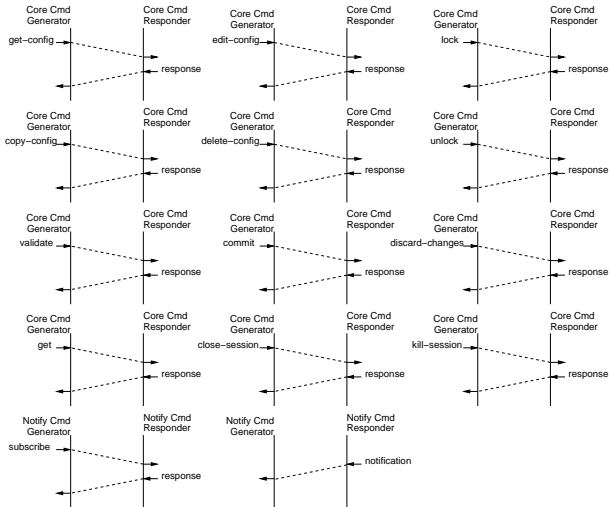 Core Cmd
Generator
Core Cmd
Responder
get-config
response
Core Cmd
Generator
Core Cmd
Responder
edit-config
response
Core Cmd
Generator
Core Cmd
Responder
lock
response
Core Cmd
Generator
Core Cmd
Responder
copy-config
response
Core Cmd
Generator
Core Cmd
Responder
delete-config
response
Core Cmd
Generator
Core Cmd
Responder
unlock
response
Core Cmd
Generator
Core Cmd
Responder
validate
response
Core Cmd
Generator
Core Cmd
Responder
commit
response
Core Cmd
Generator
Core Cmd
Responder
discard-changes
response
Core Cmd
Generator
Core Cmd
Responder
get
response
Core Cmd
Generator
Core Cmd
Responder
close-session
response
Core Cmd
Generator
Core Cmd
Responder
kill-session
response
Notify Cmd
Generator
Notify Cmd
Responder
subscribe
response
Notify Cmd
Generator
Notify Cmd
Responder
notification